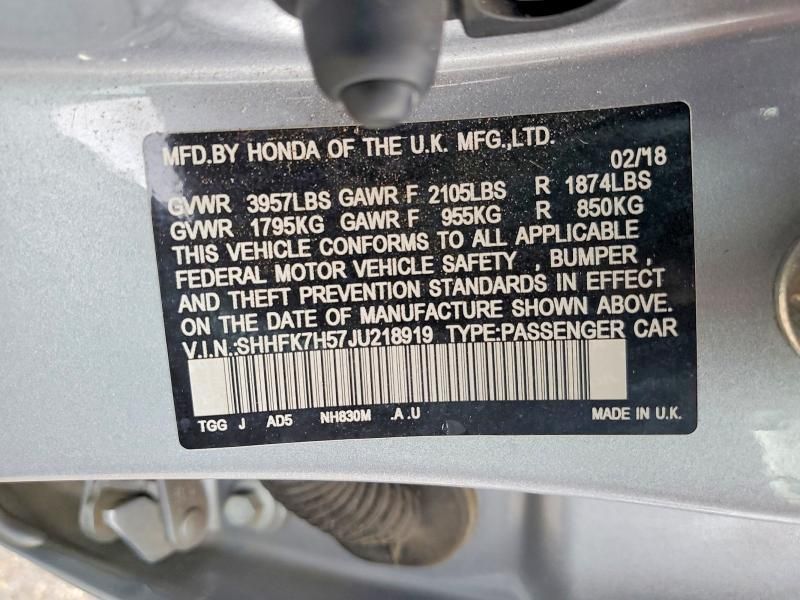 MFD.BY HONDA OF THE U.K. MFG.,LTD.
02/18
GVWR 3957LBS GAWR F 2105LBS R 1874LBS
GVWR 1795KG GAWR F 955KG R 850KG
THIS VEHICLE CONFORMS TO ALL APPLICABLE
FEDERAL MOTOR VEHICLE SAFETY , BUMPER ,
AND THEFT PREVENTION STANDARDS IN EFFECT
ON THE DATE OF MANUFACTURE SHOWN ABOVE.
V.I.N.:SHHFK7H57JU218919 TYPE:PASSENGER CAR
TGG J AD5 NH830M .A .U MADE IN U.K.